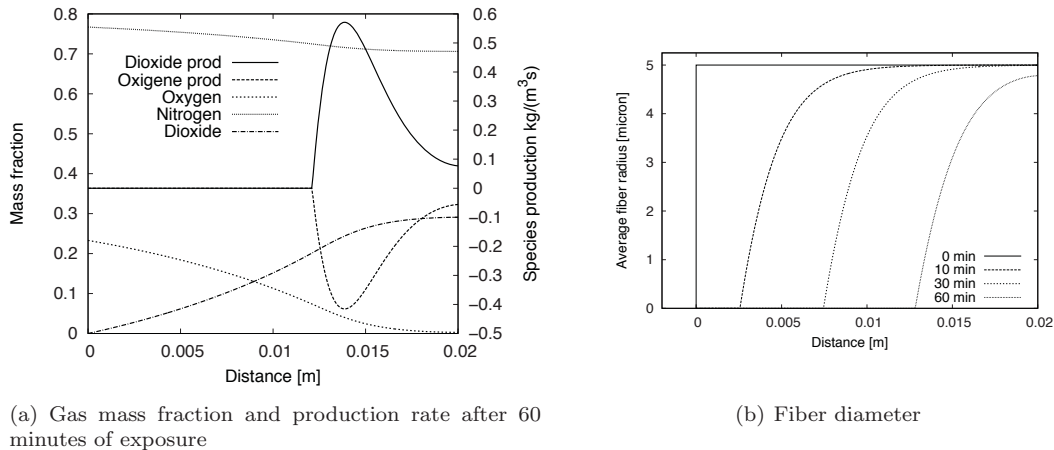 0.8
0.7
0.6
0.5
0.4
0.3
0.2
0.1
0
Mass fraction
Dioxide prod
Oxigene prod
Oxygen
Nitrogen
Dioxide
0.6
0.5
0.4
0.3
0.2
0.1
0
−0.1
−0.2
−0.3
−0.4
−0.5
Species production kg/(m³s)
0 0.005 0.01 0.015 0.02
Distance [m]
(a) Gas mass fraction and production rate after 60
minutes of exposure
5
4
3
2
1
0
Average fiber radius [micron]
0 min
10 min
30 min
60 min
0 0.005 0.01 0.015 0.02
Distance [m]
(b) Fiber diameter